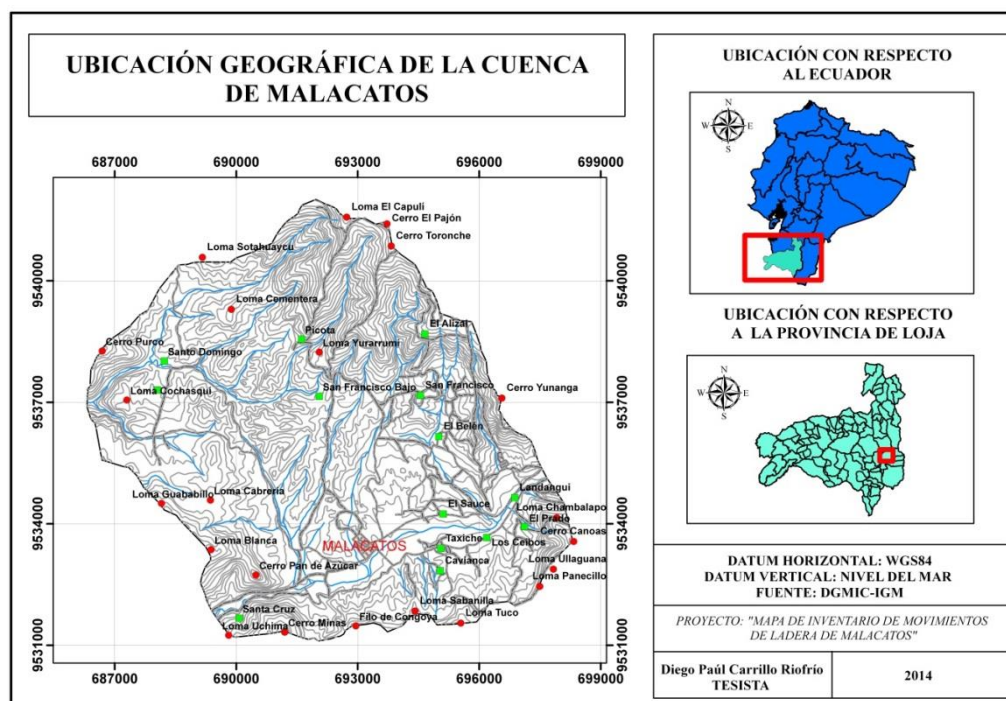 UBICACIÓN GEOGRÁFICA DE LA CUENCA
DE MALACATOS
687000 690000 693000 696000 699000
9540000
9537000
9534000
9531000
Loma El Capuli
Cerro El Pajón
Cerro Toronche
Loma Sotahuaycu
Loma Cementera
El Alizal
Picota
Loma Yurarrumi
Cerro Purco
Santo Domingo
Loma Cochasqui
San Francisco Bajo
San Francisco
Cerro Yunanga
El Belén
Landangui
Loma Guababillo
Loma Cabrería
El Sauce
Loma Chambalapo
El Prado
Cerro Canoas
Loma Blanca
MALACATOS
Taxiche
Los Ceibos
Cavianca
Loma Ullaguana
Cerro Pan de Azúcar
Loma Panecillo
Santa Cruz
Loma Sabanilla
Loma Tuco
Loma Uchima
Cerro Minas
Filo de Congoya
9540000
9537000
9534000
9531000
687000 690000 693000 696000 699000
UBICACIÓN CON RESPECTO
AL ECUADOR
N
W E
S
UBICACIÓN CON RESPECTO
A LA PROVINCIA DE LOJA
N
W E
S
DATUM HORIZONTAL: WGS84
DATUM VERTICAL: NIVEL DEL MAR
FUENTE: DGMIC-IGM
PROYECTO: "MAPA DE INVENTARIO DE MOVIMIENTOS
DE LADERA DE MALACATOS"
Diego Paúl Carrillo Riofrío
TESISTA
2014